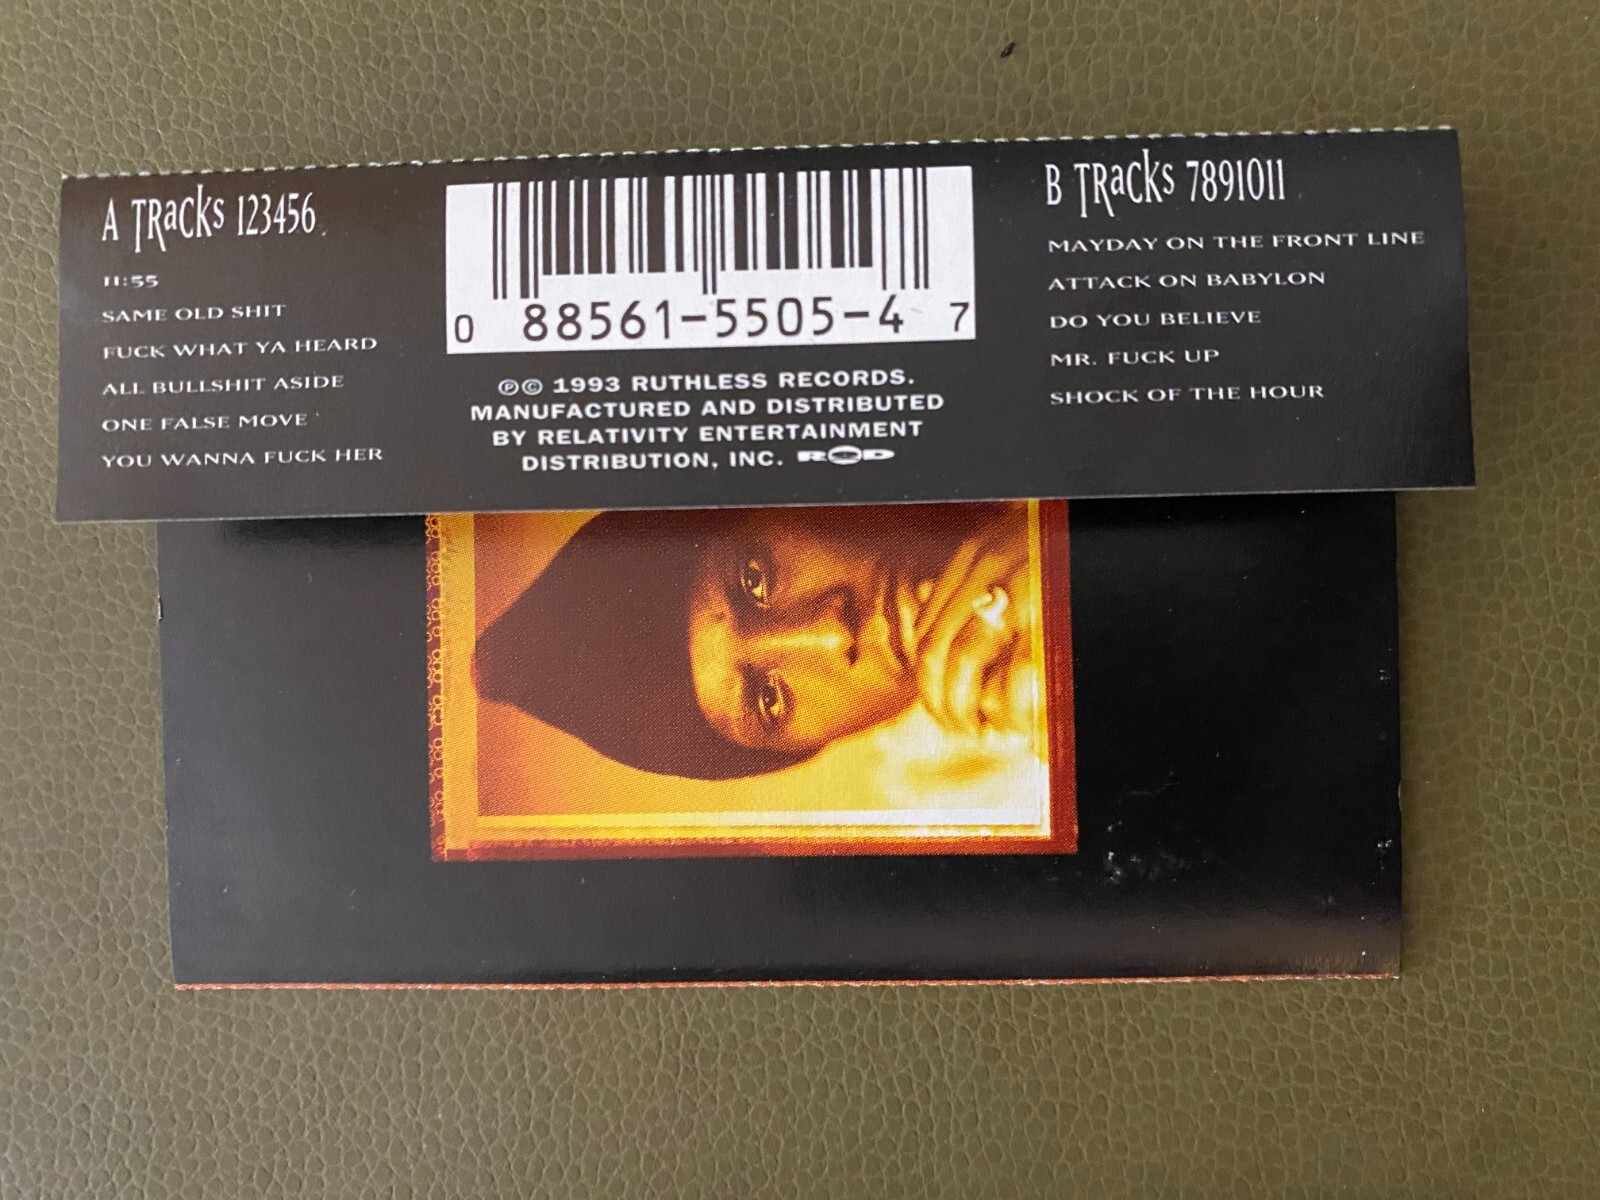 A TRacKs 123456
11:55
SAME OLD SHIT
FUCK WHAT YA HEARD
ALL BULLSHIT ASIDE
ONE FALSE MOVE
YOU WANNA FUCK HER
0 88561-5505-4 7
℗© 1993 RUTHLESS RECORDS.
MANUFACTURED AND DISTRIBUTED
BY RELATIVITY ENTERTAINMENT
DISTRIBUTION, INC. RED
B TRacKs 7891011
MAYDAY ON THE FRONT LINE
ATTACK ON BABYLON
DO YOU BELIEVE
MR. FUCK UP
SHOCK OF THE HOUR